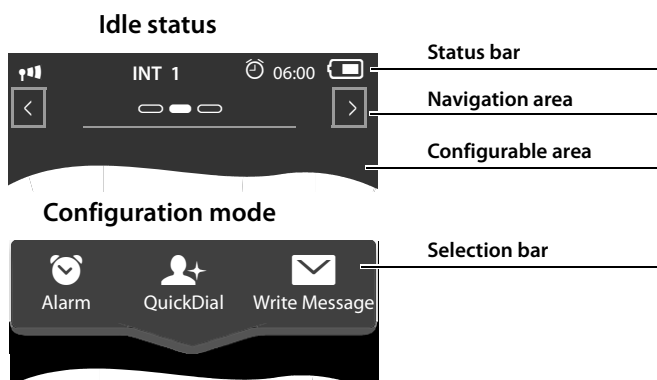 Idle status
Status bar
INT 1
06:00
Navigation area
Configurable area
Configuration mode
Selection bar
Alarm
QuickDial
Write Message